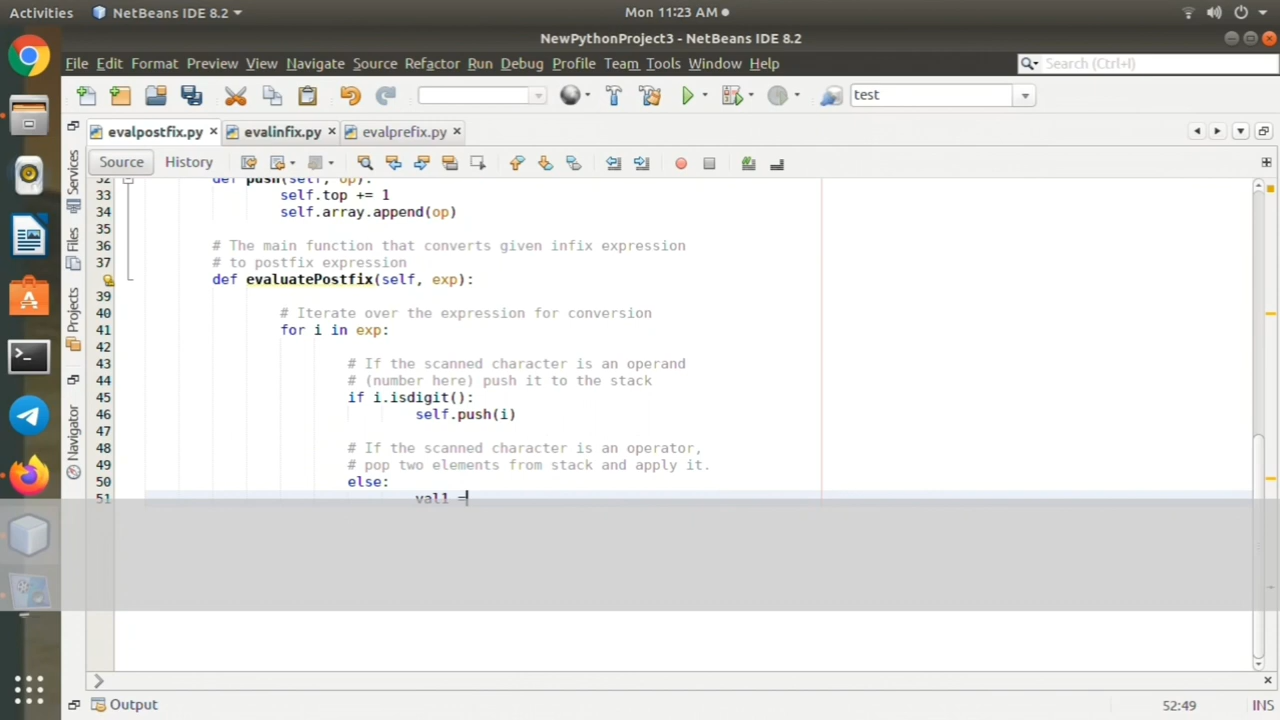 Activities NetBeans IDE 8.2 Mon 11:23 AM
NewPythonProject3 - NetBeans IDE 8.2
File Edit Format Preview View Navigate Source Refactor Run Debug Profile Team Tools Window Help Search (Ctrl+I)
test
evalpostfix.py evalinfix.py evalprefix.py
Source History
Services
Files
Projects
Navigator
32 def push(self, op):
33 self.top += 1
34 self.array.append(op)
35
36 # The main function that converts given infix expression
37 # to postfix expression
def evaluatePostfix(self, exp):
39
40 # Iterate over the expression for conversion
41 for i in exp:
42
43 # If the scanned character is an operand
44 # (number here) push it to the stack
45 if i.isdigit():
46 self.push(i)
47
48 # If the scanned character is an operator,
49 # pop two elements from stack and apply it.
50 else:
51 val1 =
Output
52:49 INS